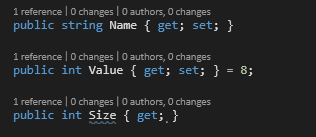 1 reference | 0 changes | 0 authors, 0 changes
public string Name { get; set; }
1 reference | 0 changes | 0 authors, 0 changes
public int Value { get; set; } = 8;
1 reference | 0 changes | 0 authors, 0 changes
public int Size { get; }